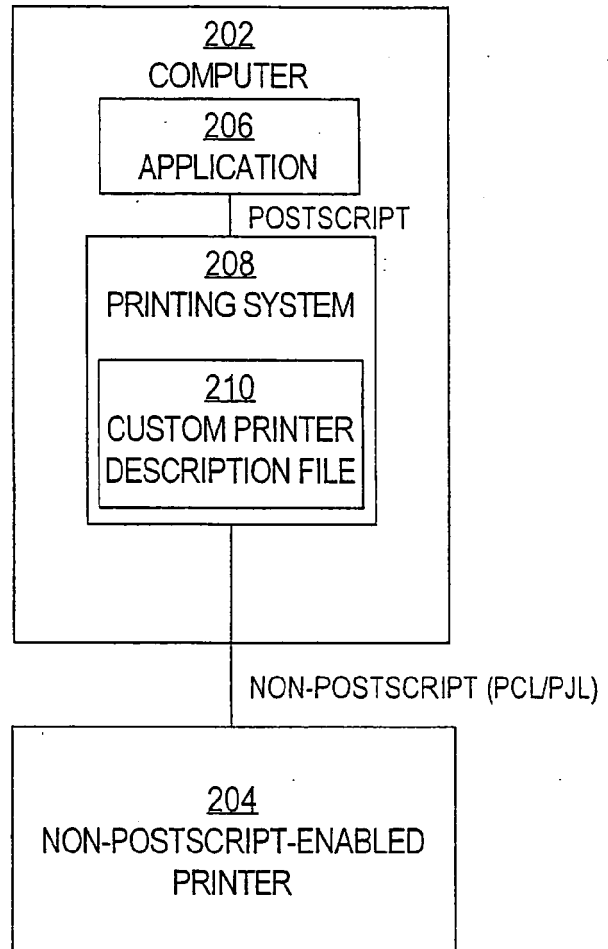 202
COMPUTER
206
APPLICATION
POSTSCRIPT
208
PRINTING SYSTEM
210
CUSTOM PRINTER
DESCRIPTION FILE
NON-POSTSCRIPT (PCL/PJL)
204
NON-POSTSCRIPT-ENABLED
PRINTER